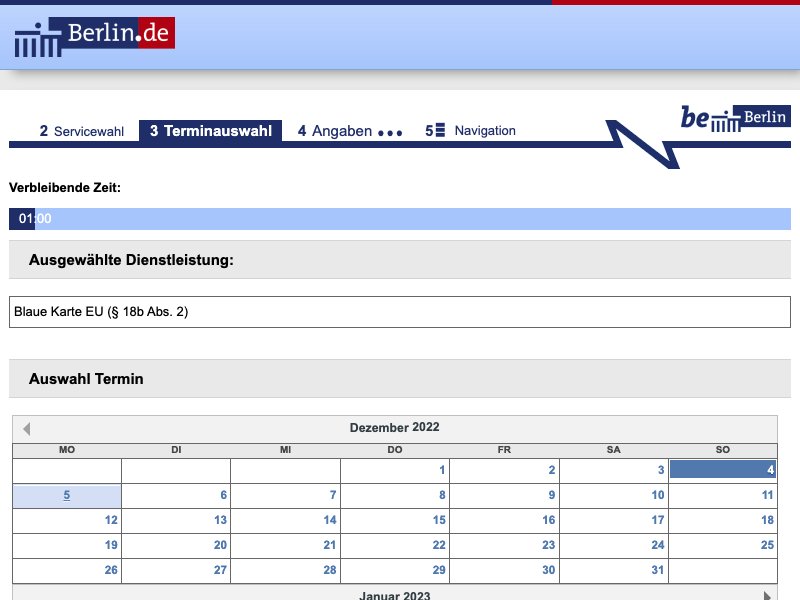 Berlin.de
2 Servicewahl 3 Terminauswahl 4 Angaben 5 Navigation
be Berlin
Verbleibende Zeit:
01:00
Ausgewählte Dienstleistung:
Blaue Karte EU (§ 18b Abs. 2)
Auswahl Termin
Dezember 2022
MO DI MI DO FR SA SO
1 2 3 4
5 6 7 8 9 10 11
12 13 14 15 16 17 18
19 20 21 22 23 24 25
26 27 28 29 30 31
Januar 2023